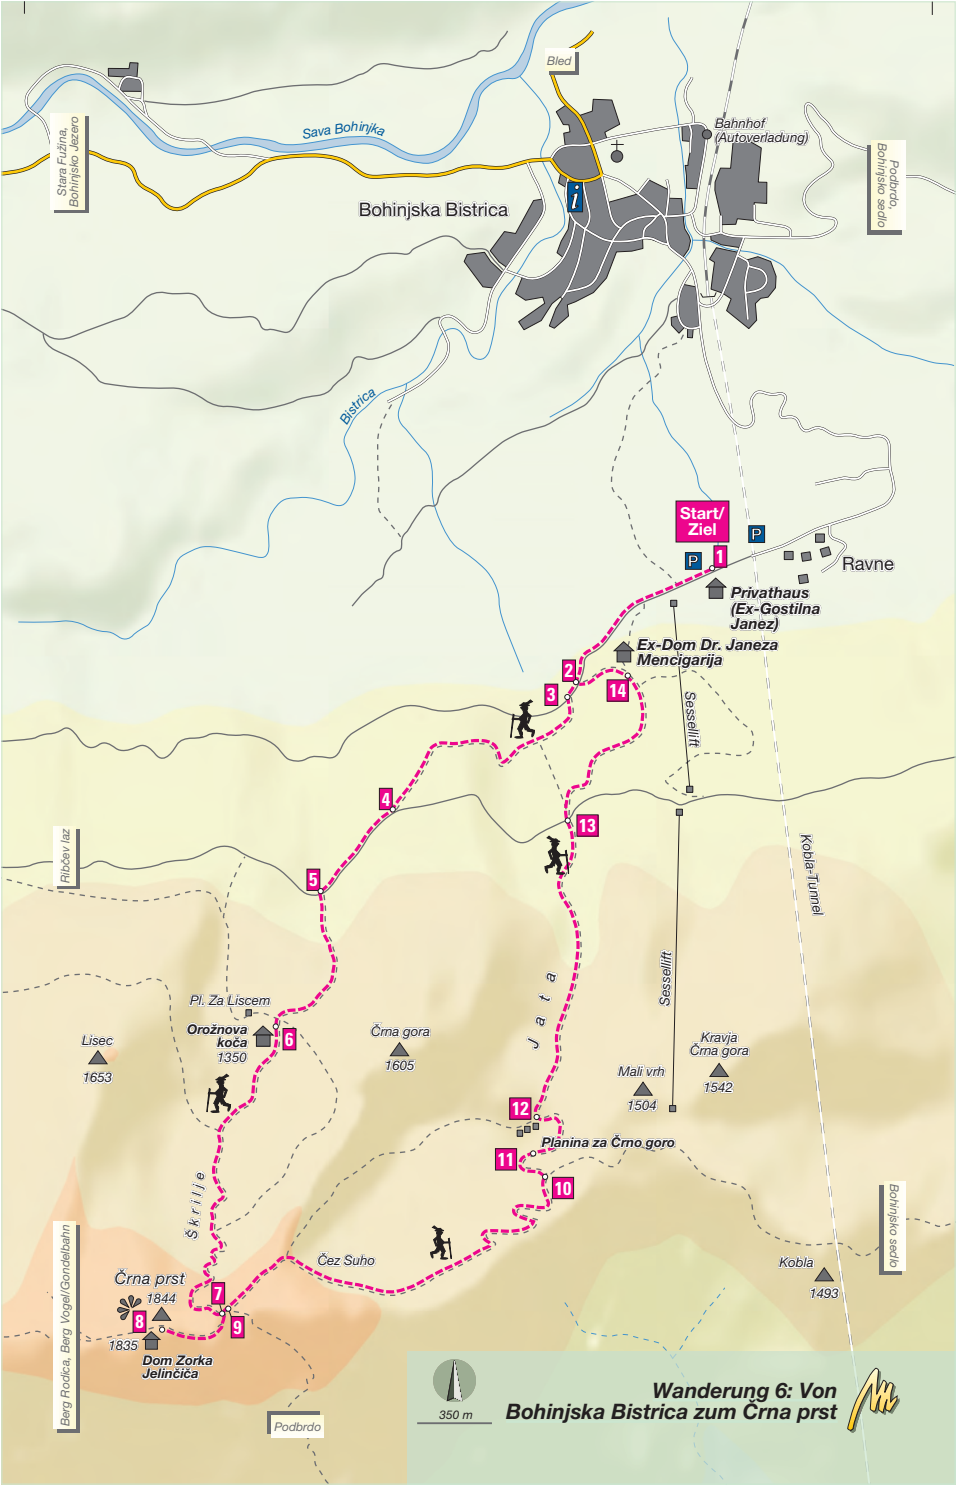 Bled
Sava Bohinjka
Bahnhof
(Autoverladung)
Stara Fužina,
Bohinjsko Jezero
Podbrdo,
Bohinjsko sedlo
i
Bohinjska Bistrica
Bistrica
Start/
Ziel
P
P
1
Ravne
Privathaus
(Ex-Gostilna
Janez)
Ex-Dom Dr. Janeza
Mencigarija
2
3
14
Sessellift
4
13
Ribčev laz
Kobla-Tunnel
5
Sessellift
Jata
Pl. Za Liscem
Orožnova
koča
1350
6
Lisec
1653
Črna gora
1605
Kravja
Črna gora
1542
Mali vrh
1504
12
Planina za Črno goro
11
10
Škrilje
Bohinjsko sedlo
Čez Suho
Kobla
1493
Berg Rodica, Berg Vogel/Gondelbahn
Črna prst
1844
7
8
9
1835
Dom Zorka
Jelinčiča
Podbrdo
350 m
Wanderung 6: Von
Bohinjska Bistrica zum Črna prst